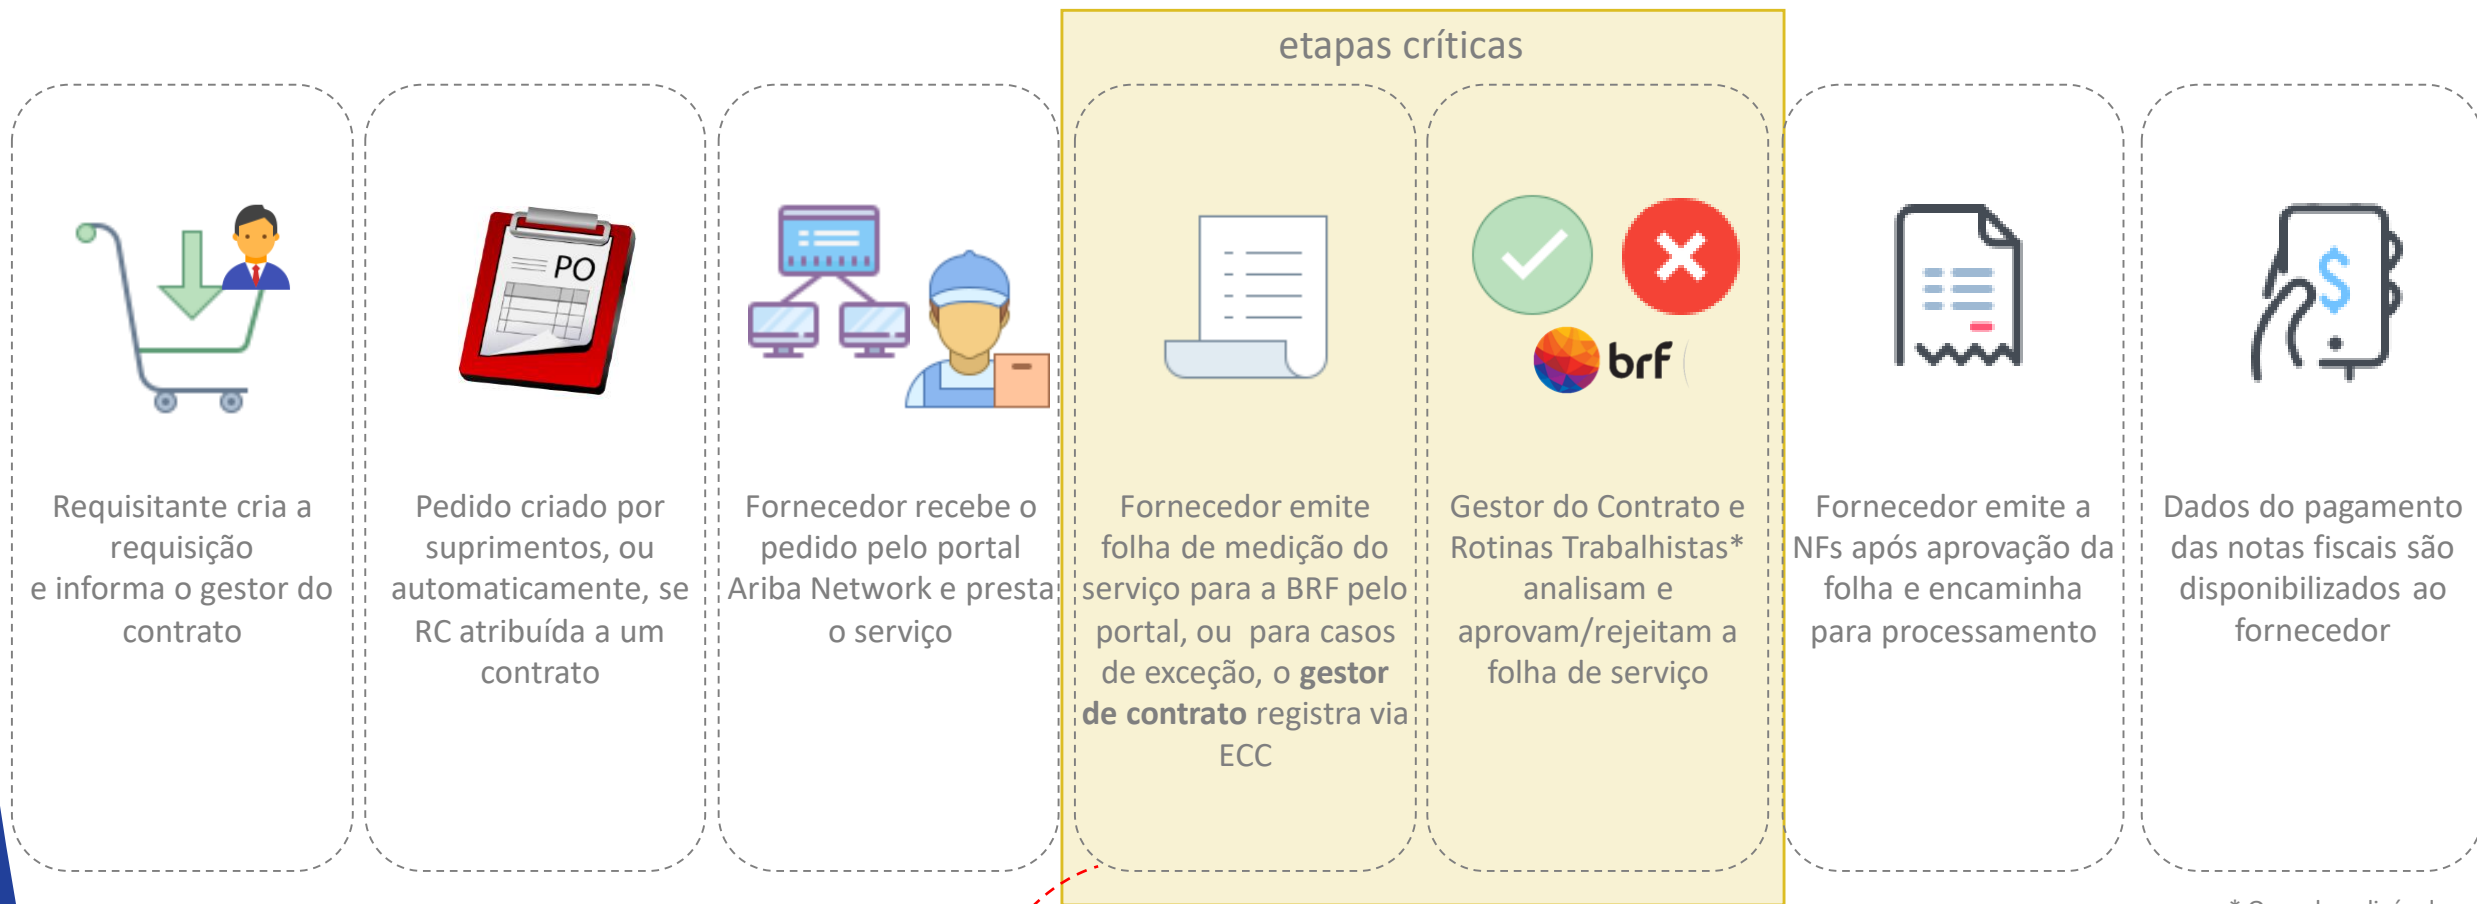 etapas críticas
PO
brf
Requisitante cria a
requisição
e informa o gestor do
contrato
Pedido criado por
suprimentos, ou
automaticamente, se
RC atribuída a um
contrato
Fornecedor recebe o
pedido pelo portal
Ariba Network e presta
o serviço
Fornecedor emite
folha de medição do
serviço para a BRF pelo
portal, ou para casos
de exceção, o gestor
de contrato registra via
ECC
Gestor do Contrato e
Rotinas Trabalhistas*
analisam e
aprovam/rejeitam a
folha de serviço
Fornecedor emite a
NFs após aprovação da
folha e encaminha
para processamento
Dados do pagamento
das notas fiscais são
disponibilizados ao
fornecedor